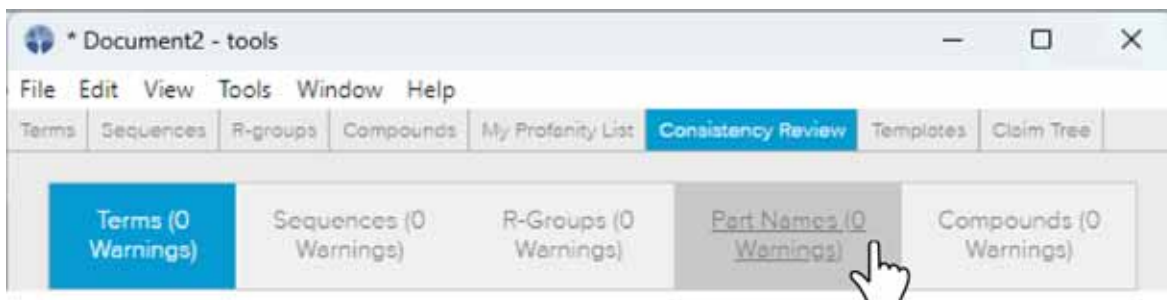 * Document2 - tools
File Edit View Tools Window Help
Terms Sequences R-groups Compounds My Profanity List Consistency Review Templates Claim Tree
Terms (0 Sequences (0 R-Groups (0 Part Names (0 Compounds (0
Warnings) Warnings) Warnings) Warnings) Warnings)